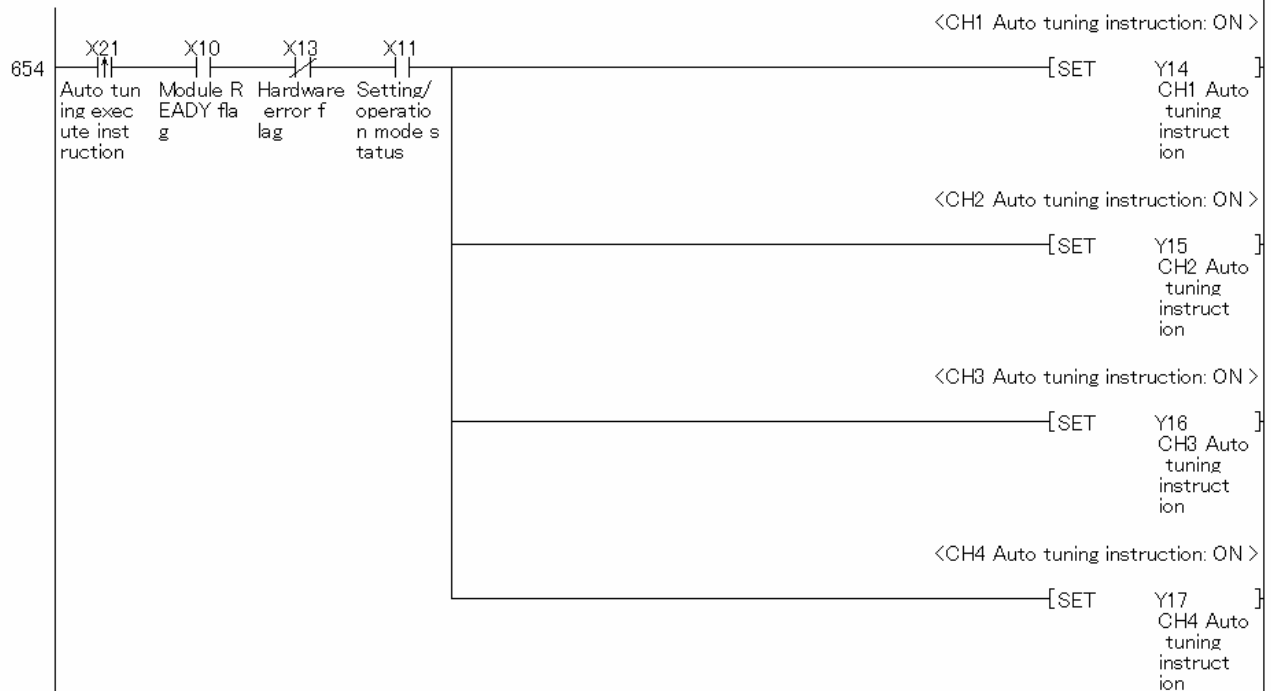 <CH1 Auto tuning instruction: ON >
X21 X10 X13 X11
654 [SET Y14 ]
Auto tun Module R Hardware Setting/ CH1 Auto
ing exec EADY fla error f operatio tuning
ute inst g lag n mode s instruct
ruction tatus ion
<CH2 Auto tuning instruction: ON >
[SET Y15 ]
CH2 Auto
tuning
instruct
ion
<CH3 Auto tuning instruction: ON >
[SET Y16 ]
CH3 Auto
tuning
instruct
ion
<CH4 Auto tuning instruction: ON >
[SET Y17 ]
CH4 Auto
tuning
instruct
ion